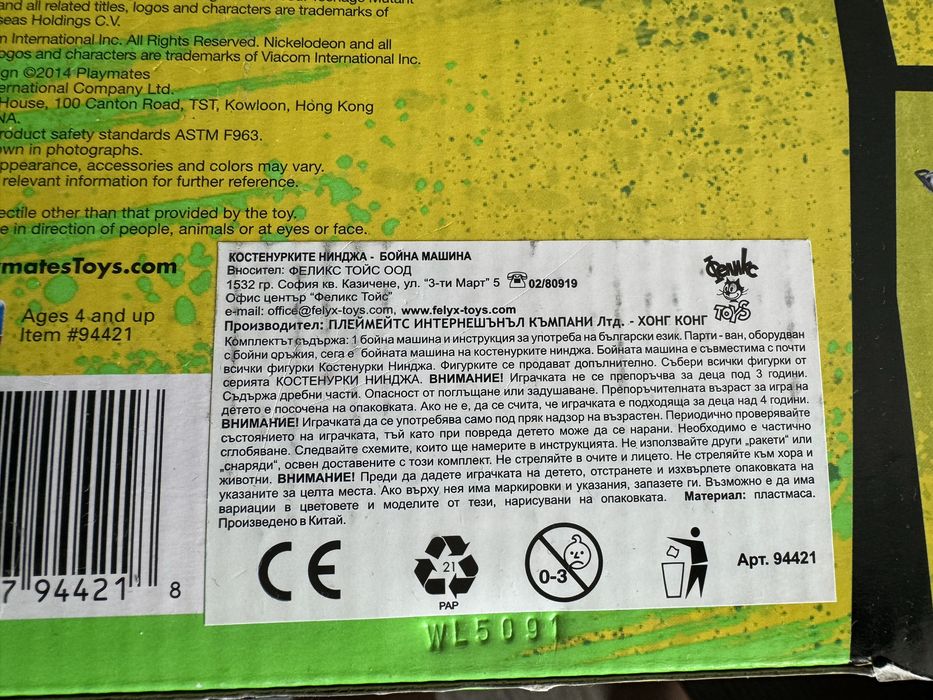 and all related titles, logos and characters are trademarks of
seas Holdings C.V.
m International Inc. All Rights Reserved. Nickelodeon and all
ogos and characters are trademarks of Viacom International Inc.
ign ©2014 Playmates
ernational Company Ltd.
House, 100 Canton Road, TST, Kowloon, Hong Kong
NA.
roduct safety standards ASTM F963.
own in photographs.
ppearance, accessories and colors may vary.
relevant information for further reference.
ectile other than that provided by the toy.
e in direction of people, animals or at eyes or face.
matesToys.com
Ages 4 and up
Item #94421
КОСТЕНУРКИТЕ НИНДЖА - БОЙНА МАШИНА
Вносител: ФЕЛИКС ТОЙС ООД
1532 гр. София кв. Казичене, ул. "3-ти Март" 5 ☎02/80919
Офис център "Феликс Тойс"
e-mail: office@felyx-toys.com, www.felyx-toys.com
Производител: ПЛЕЙМЕЙТС ИНТЕРНЕШЪНЪЛ КЪМПАНИ Лтд. - ХОНГ КОНГ
Феликс
TOYS
Комплектът съдържа: 1 бойна машина и инструкция за употреба на български език. Парти - ван, оборудван
с бойни оръжия, сега е бойната машина на костенурките нинджа. Бойната машина е съвместима с почти
всички фигурки Костенурки Нинджа. Фигурките се продават допълнително. Събери всички фигурки от
серията КОСТЕНУРКИ НИНДЖА. ВНИМАНИЕ! Играчката не се препоръчва за деца под 3 години.
Съдържа дребни части. Опасност от поглъщане или задушаване. Препоръчителната възраст за игра на
детето е посочена на опаковката. Ако не е, да се счита, че играчката е подходяща за деца над 4 години.
ВНИМАНИЕ! Играчката да се употребява само под пряк надзор на възрастен. Периодично проверявайте
състоянието на играчката, тъй като при повреда детето може да се нарани. Необходимо е частично
сглобяване. Следвайте схемите, които ще намерите в инструкцията. Не използвайте други „ракети" или
„снаряди", освен доставените с този комплект. Не стреляйте в очите и лицето. Не стреляйте към хора и
животни. ВНИМАНИЕ! Преди да дадете играчката на детето, отстранете и изхвърлете опаковката на
указаните за целта места. Ако върху нея има маркировки и указания, запазете ги. Възможно е да има
вариации в цветовете и моделите от тези, нарисувани на опаковката. Материал: пластмаса.
Произведено в Китай.
CE
21
PAP
0-3
Арт. 94421
7 94421 8
WL5091